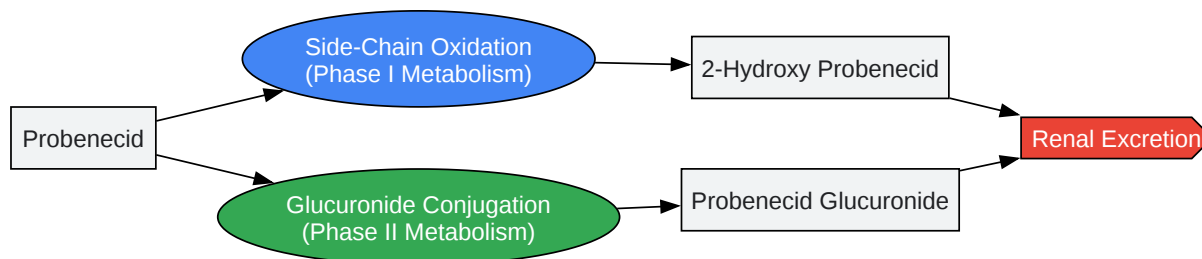 Side-Chain Oxidation
(Phase I Metabolism)
2-Hydroxy Probenecid
Probenecid
Renal Excretion
Glucuronide Conjugation
(Phase II Metabolism)
Probenecid Glucuronide